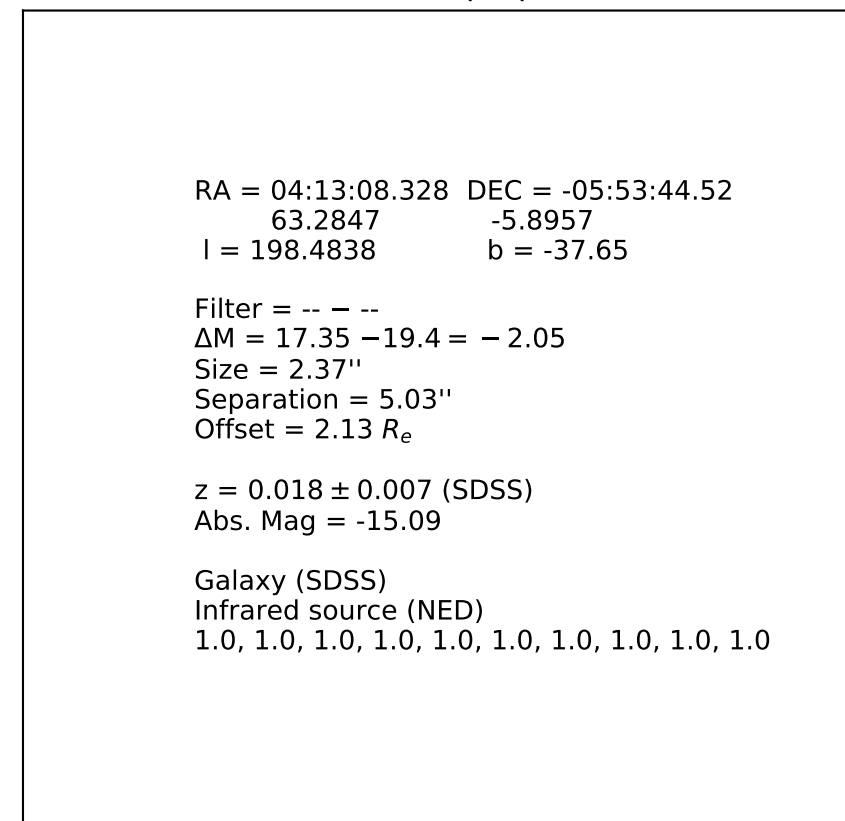 RA = 04:13:08.328  DEC = -05:53:44.52
63.2847  -5.8957
l = 198.4838  b = -37.65
Filter = -- − --
ΔM = 17.35 −19.4 = − 2.05
Size = 2.37''
Separation = 5.03''
Offset = 2.13 Rₑ
z = 0.018 ± 0.007 (SDSS)
Abs. Mag = -15.09
Galaxy (SDSS)
Infrared source (NED)
1.0, 1.0, 1.0, 1.0, 1.0, 1.0, 1.0, 1.0, 1.0, 1.0